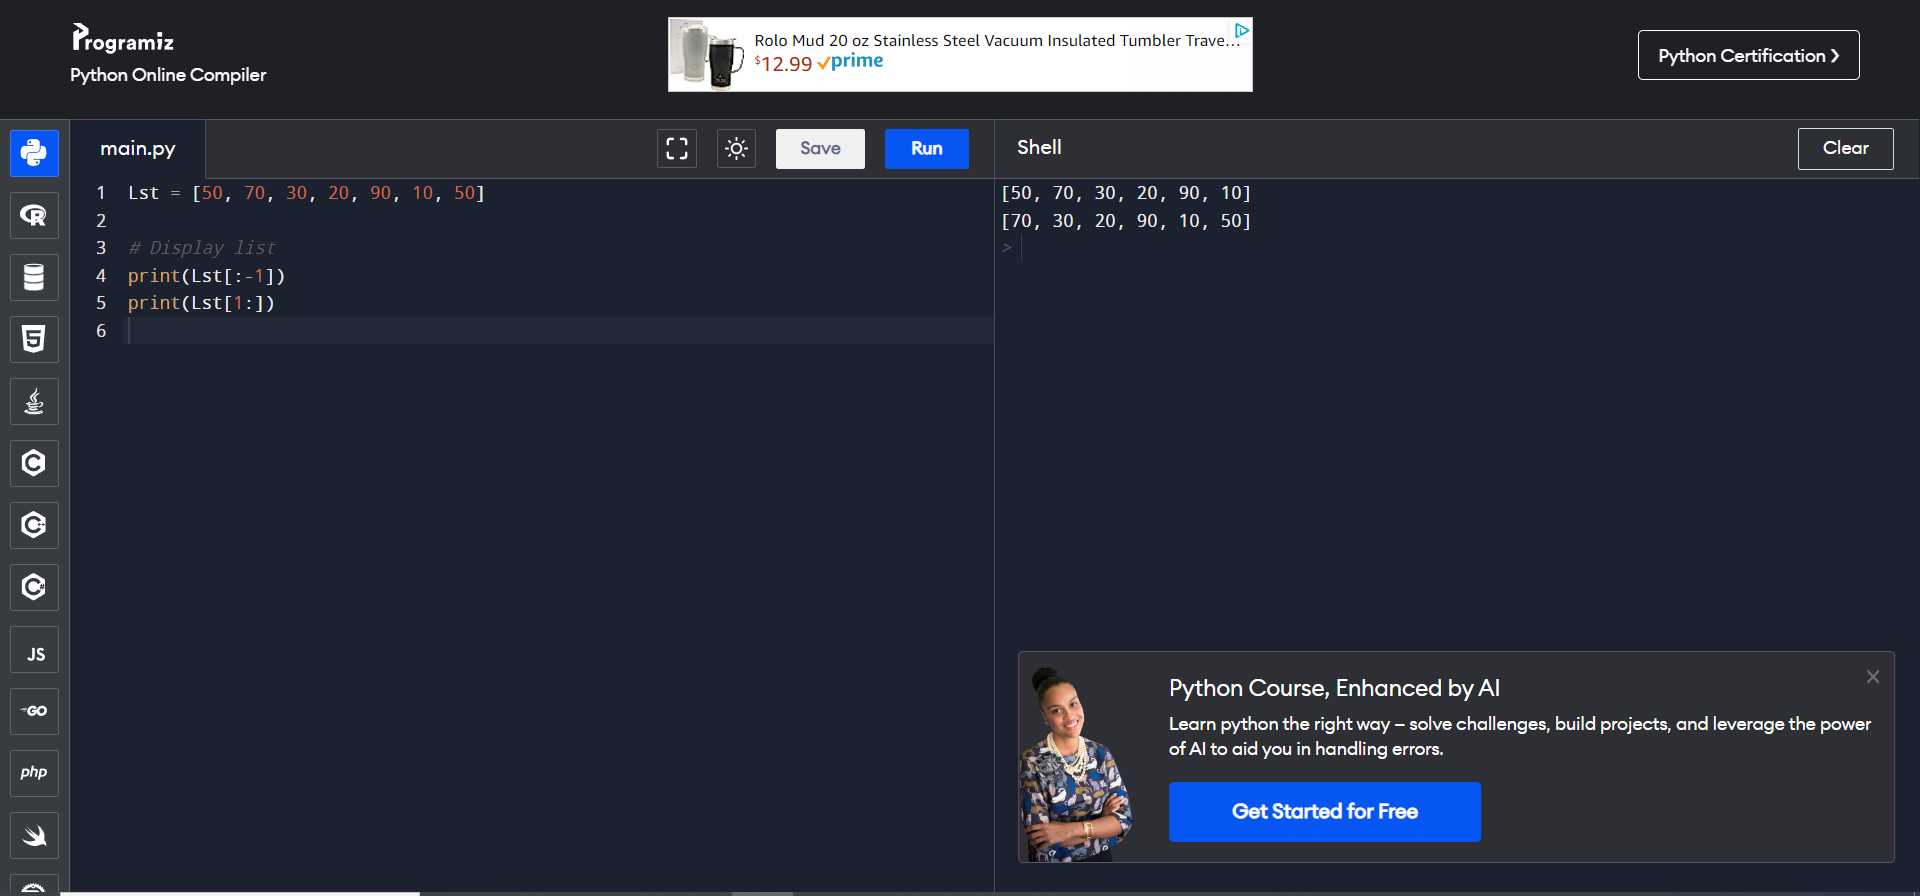 Programiz
Python Online Compiler
Rolo Mud 20 oz Stainless Steel Vacuum Insulated Tumbler Trave...
$12.99 prime
Python Certification ❯
main.py
Save
Run
Shell
Clear
1 Lst = [50, 70, 30, 20, 90, 10, 50]
2
3 # Display list
4 print(Lst[:-1])
5 print(Lst[1:])
6
[50, 70, 30, 20, 90, 10]
[70, 30, 20, 90, 10, 50]
>
R
5
C
C++
C#
JS
GO
php
Python Course, Enhanced by AI
Learn python the right way – solve challenges, build projects, and leverage the power
of AI to aid you in handling errors.
Get Started for Free